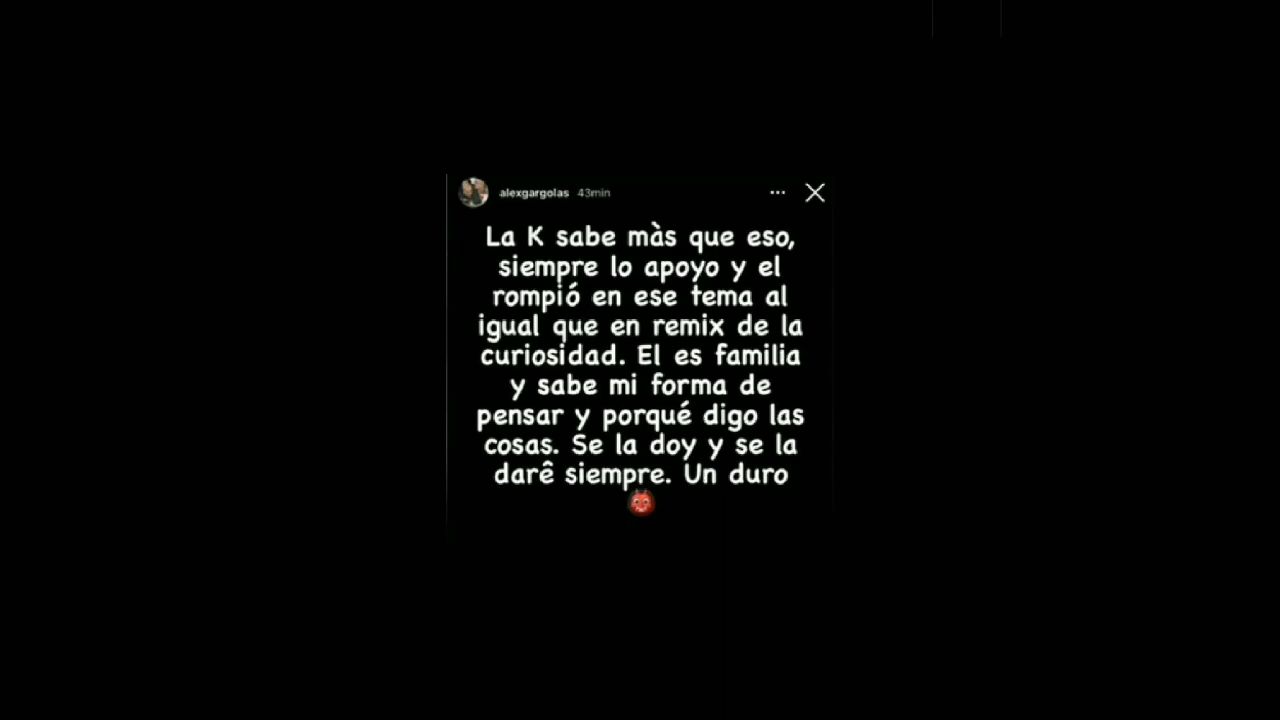 alexgargolas 43min
La K sabe màs que eso,
siempre lo apoyo y el
rompió en ese tema al
igual que en remix de la
curiosidad. El es familia
y sabe mi forma de
pensar y porqué digo las
cosas. Se la doy y se la
darê siempre. Un duro
👹